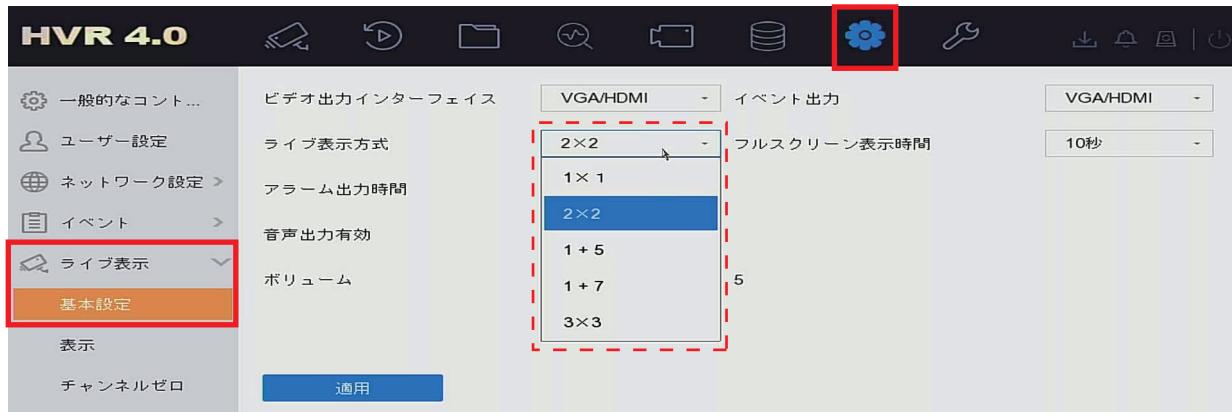 HVR 4.0
一般的なコント...
ユーザー設定
ネットワーク設定 >
イベント >
ライブ表示
基本設定
表示
チャンネルゼロ
ビデオ出力インターフェイス VGA/HDMI イベント出力 VGA/HDMI
ライブ表示方式 2×2 フルスクリーン表示時間 10秒
1×1
アラーム出力時間
2×2
音声出力有効
1 + 5
ボリューム 5
1 + 7
3×3
適用